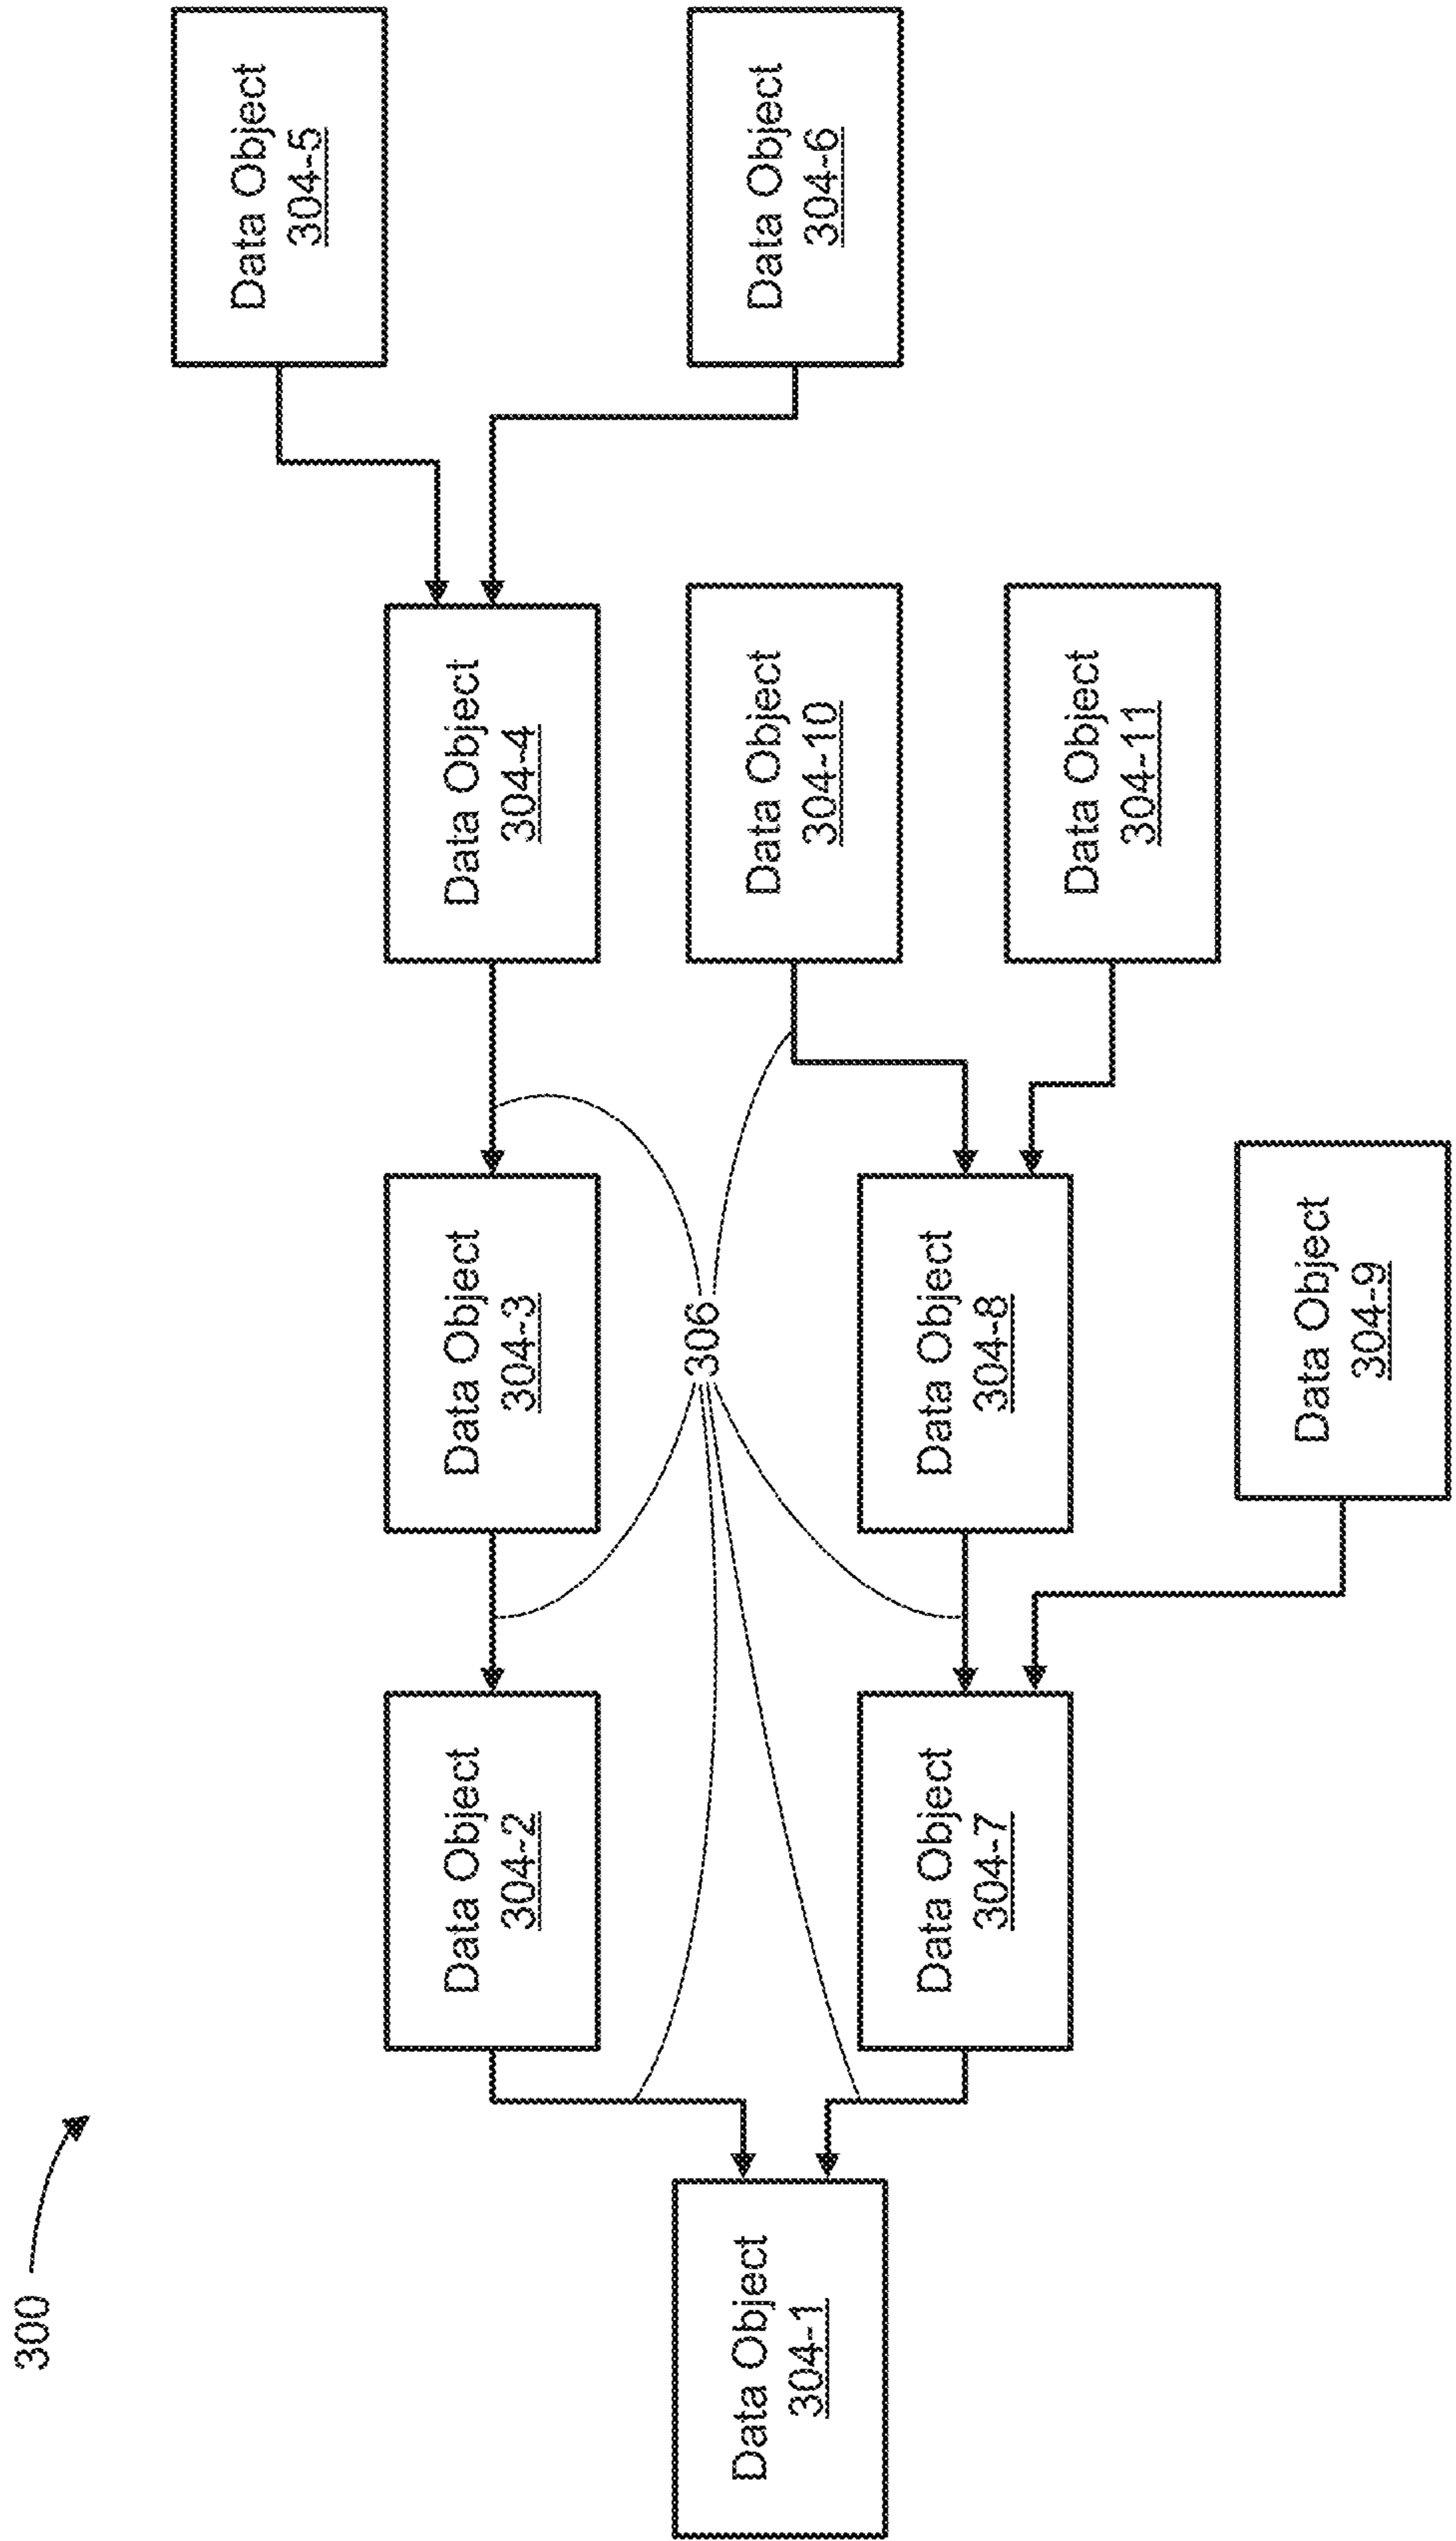 300
Data Object
304-5
Data Object
304-4
Data Object
304-3
Data Object
304-2
306
Data Object
304-1
Data Object
304-6
Data Object
304-10
Data Object
304-8
Data Object
304-7
Data Object
304-11
Data Object
304-9